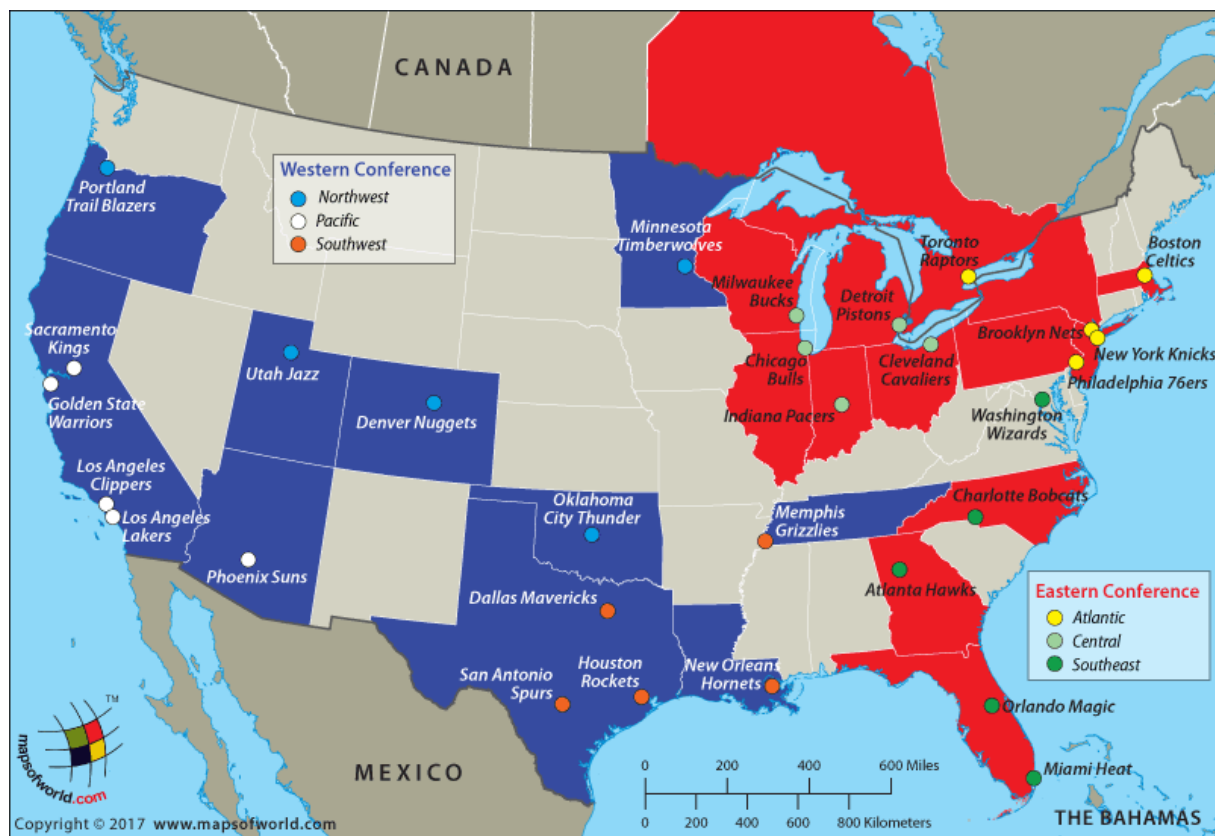 CANADA
Western Conference
Northwest
Pacific
Southwest
Portland
Trail Blazers
Minnesota
Timberwolves
Toronto
Raptors
Boston
Celtics
Milwaukee
Bucks
Detroit
Pistons
Sacramento
Kings
Utah Jazz
Brooklyn Nets
New York Knicks
Chicago
Bulls
Cleveland
Cavaliers
Philadelphia 76ers
Golden State
Warriors
Denver Nuggets
Indiana Pacers
Washington
Wizards
Los Angeles
Clippers
Los Angeles
Lakers
Oklahoma
City Thunder
Memphis
Grizzlies
Charlotte Bobcats
Phoenix Suns
Dallas Mavericks
Atlanta Hawks
Eastern Conference
Atlantic
Central
Southeast
San Antonio
Spurs
Houston
Rockets
New Orleans
Hornets
Orlando Magic
TM
mapsofworld.com
MEXICO
0 200 400 600 Miles
0 200 400 600 800 Kilometers
Miami Heat
THE BAHAMAS
Copyright © 2017 www.mapsofworld.com